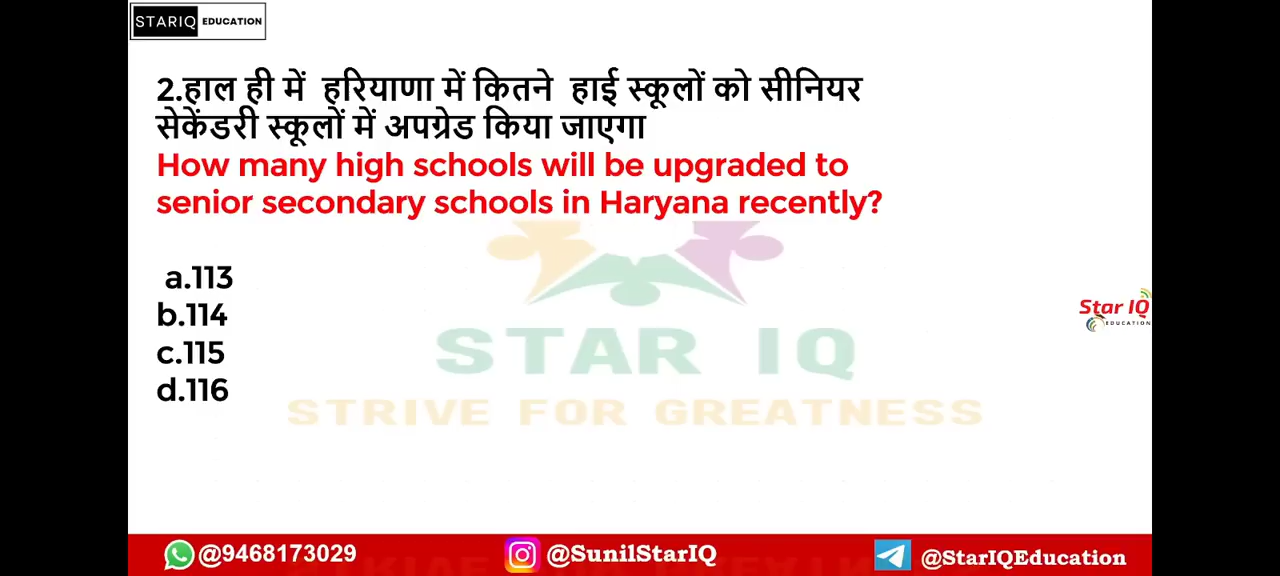 STARIQ EDUCATION
2.हाल ही में हरियाणा में कितने हाई स्कूलों को सीनियर
सेकेंडरी स्कूलों में अपग्रेड किया जाएगा
How many high schools will be upgraded to
senior secondary schools in Haryana recently?
a.113
b.114
c.115
d.116
Star IQ
EDUCATION
STAR IQ
STRIVE FOR GREATNESS
@9468173029 @SunilStarIQ @StarIQEducation